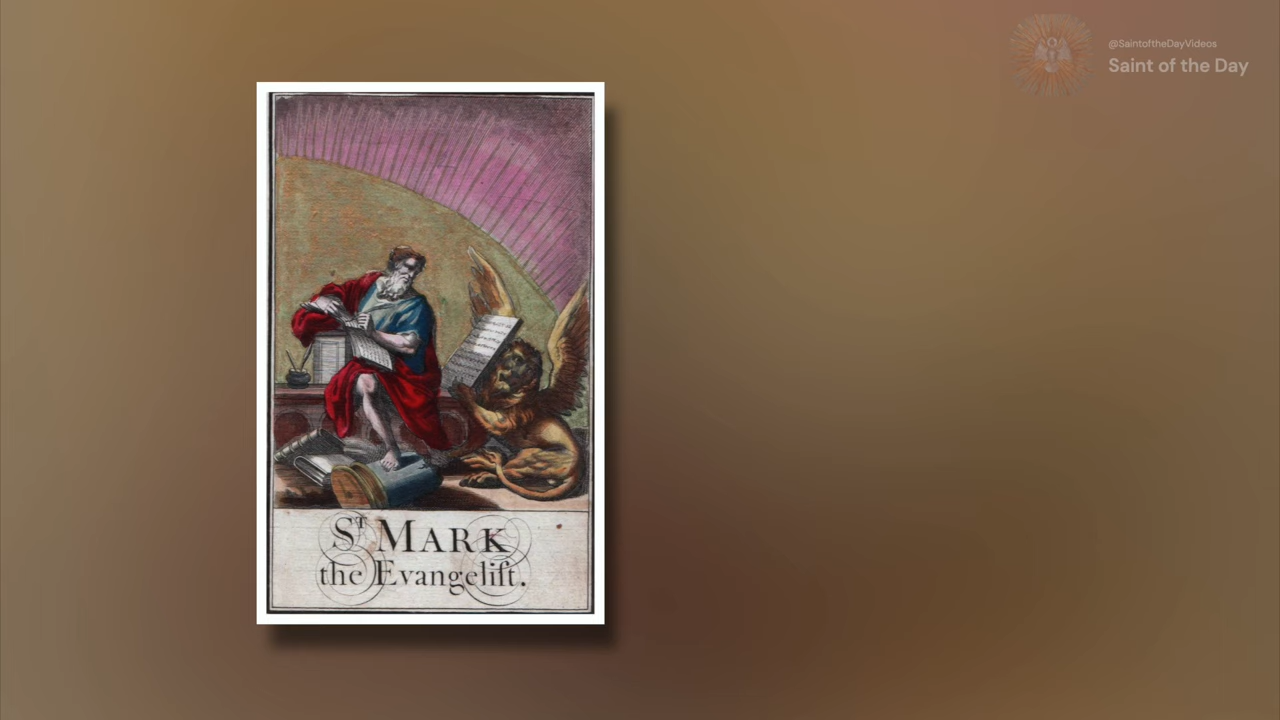 @SaintoftheDayVideos
Saint of the Day
Sᵀ MARK
the Evangeliſt.